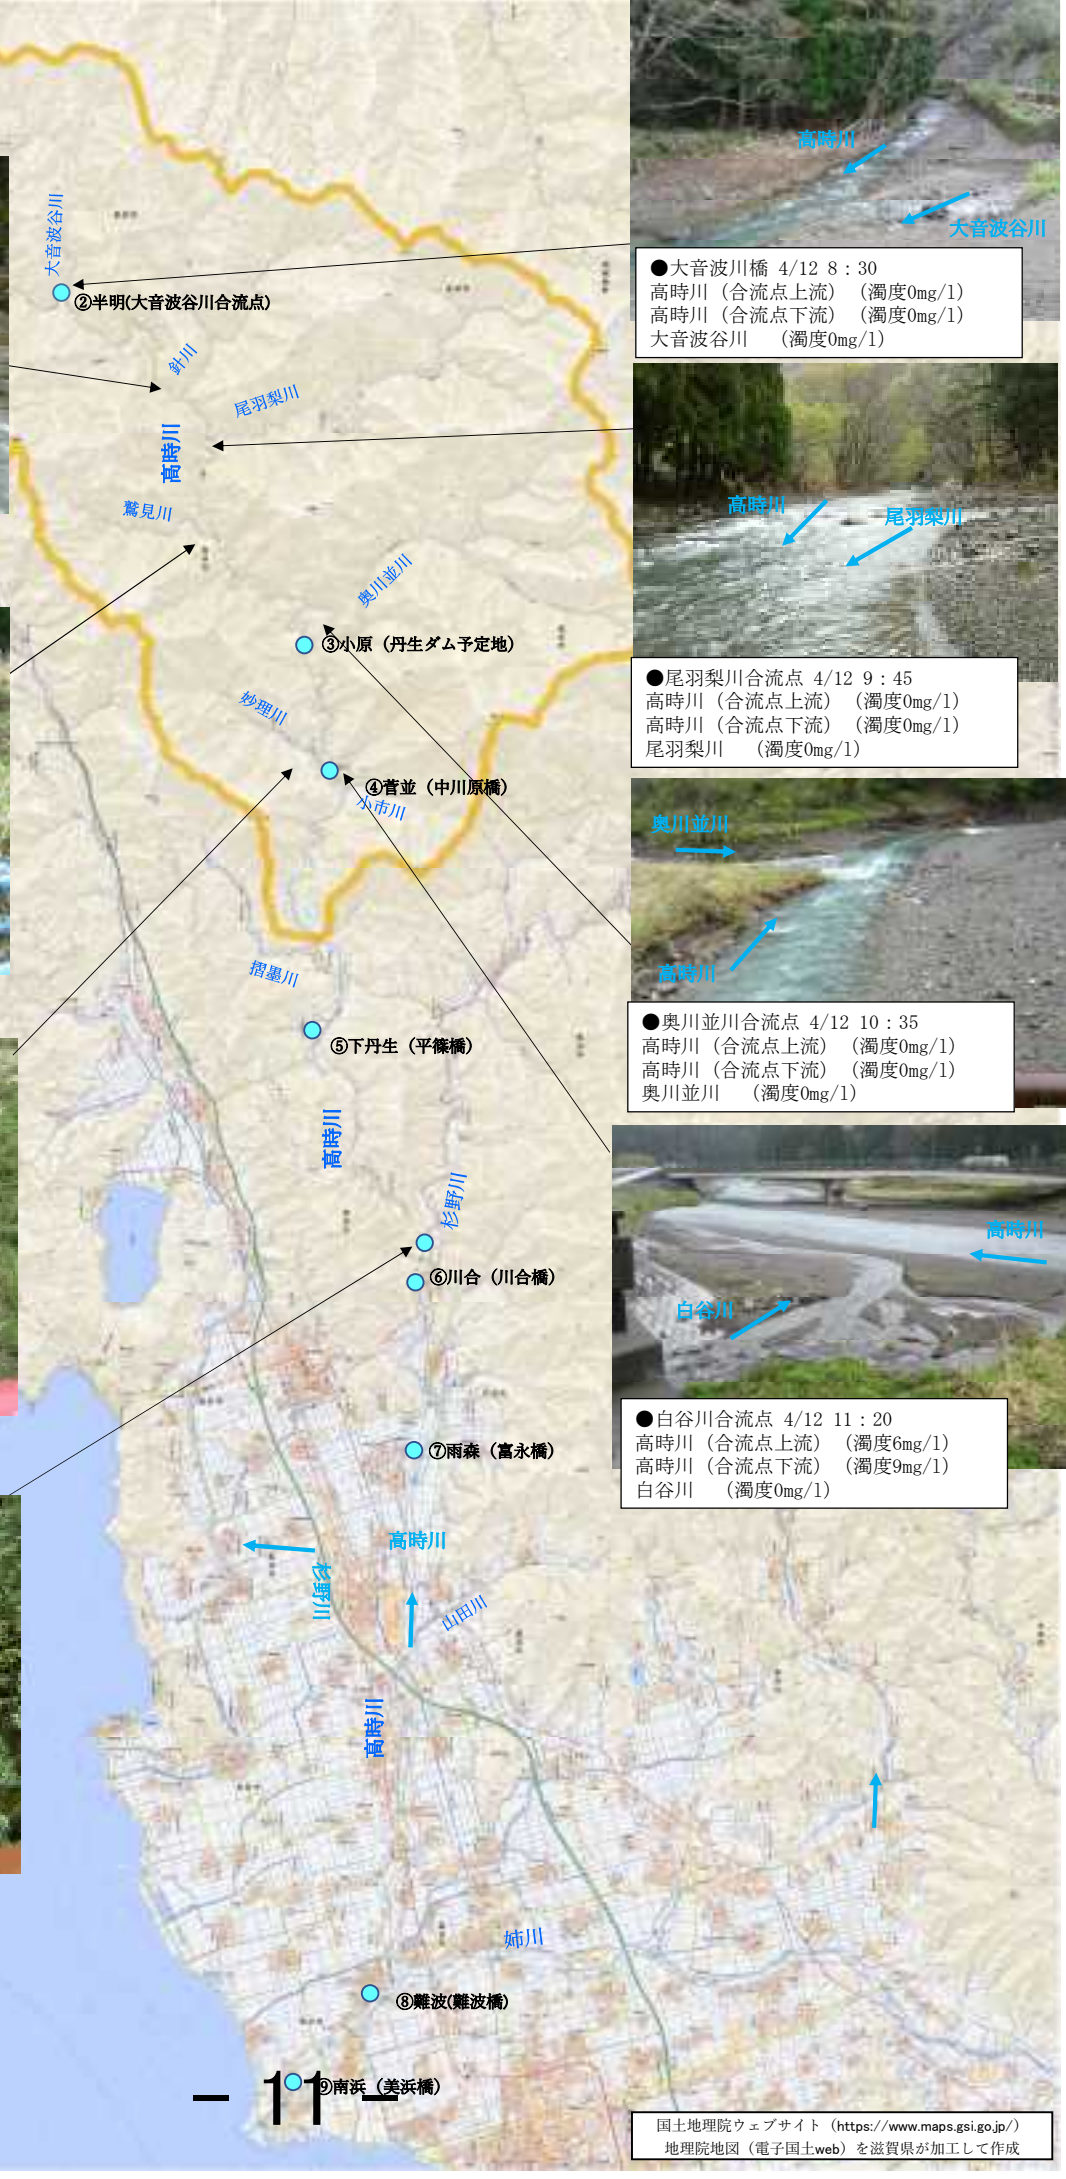 高時川
大音波谷川
●大音波川橋 4/12 8：30
高時川（合流点上流）（濁度0mg/l）
高時川（合流点下流）（濁度0mg/l）
大音波谷川　（濁度0mg/l）
大音波谷川
②半明(大音波谷川合流点)
針川
尾羽梨川
高時川
鷲見川
高時川
尾羽梨川
●尾羽梨川合流点 4/12 9：45
高時川（合流点上流）（濁度0mg/l）
高時川（合流点下流）（濁度0mg/l）
尾羽梨川　（濁度0mg/l）
奥川並川
③小原（丹生ダム予定地）
妙理川
④菅並（中川原橋）
小市川
奥川並川
高時川
●奥川並川合流点 4/12 10：35
高時川（合流点上流）（濁度0mg/l）
高時川（合流点下流）（濁度0mg/l）
奥川並川　（濁度0mg/l）
摺墨川
⑤下丹生（平篠橋）
高時川
杉野川
⑥川合（川合橋）
高時川
白谷川
●白谷川合流点 4/12 11：20
高時川（合流点上流）（濁度6mg/l）
高時川（合流点下流）（濁度9mg/l）
白谷川　（濁度0mg/l）
⑦雨森（富永橋）
高時川
杉野川
山田川
高時川
姉川
⑧難波(難波橋)
⑨南浜（美浜橋）
－ 11 －
国土地理院ウェブサイト（https://www.maps.gsi.go.jp/）
地理院地図（電子国土web）を滋賀県が加工して作成